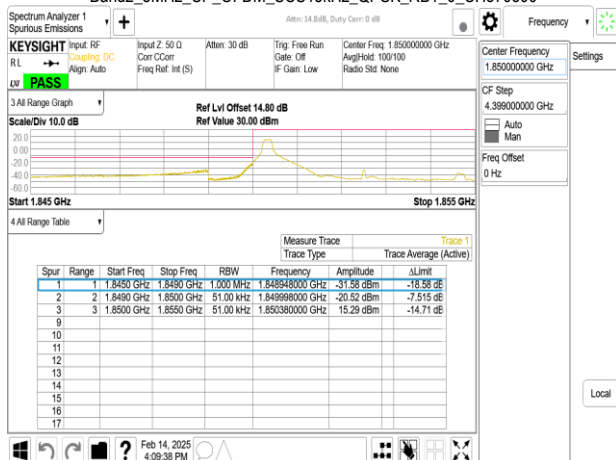 Spectrum Analyzer 1
Spurious Emissions
Attn: 14.8dB, Duty Corr: 0 dB
Frequency
KEYSIGHT Input: RF
RL
Coupling: DC
Align: Auto
LXI PASS
Input Z: 50 Ω
Corr CCorr
Freq Ref: Int (S)
Atten: 30 dB
Trig: Free Run
Gate: Off
IF Gain: Low
Center Freq: 1.850000000 GHz
Avg|Hold: 100/100
Radio Std: None
Center Frequency
1.850000000 GHz
Settings
CF Step
4.399000000 GHz
Auto
Man
Freq Offset
0 Hz
3 All Range Graph
Ref Lvl Offset 14.80 dB
Scale/Div 10.0 dB
Ref Value 30.00 dBm
20.0
0.00
-20.0
-40.0
-60.0
Start 1.845 GHz
Stop 1.855 GHz
4 All Range Table
Measure Trace Trace 1
Trace Type Trace Average (Active)
Spur Range Start Freq Stop Freq RBW Frequency Amplitude ΔLimit
1 1 1.8450 GHz 1.8490 GHz 1.000 MHz 1.848948000 GHz -31.58 dBm -18.58 dB
2 2 1.8490 GHz 1.8500 GHz 51.00 kHz 1.849998000 GHz -20.52 dBm -7.515 dB
3 3 1.8500 GHz 1.8550 GHz 51.00 kHz 1.850380000 GHz 15.29 dBm -14.71 dB
9
10
11
12
13
14
15
16
17
Local
Feb 14, 2025
4:09:38 PM